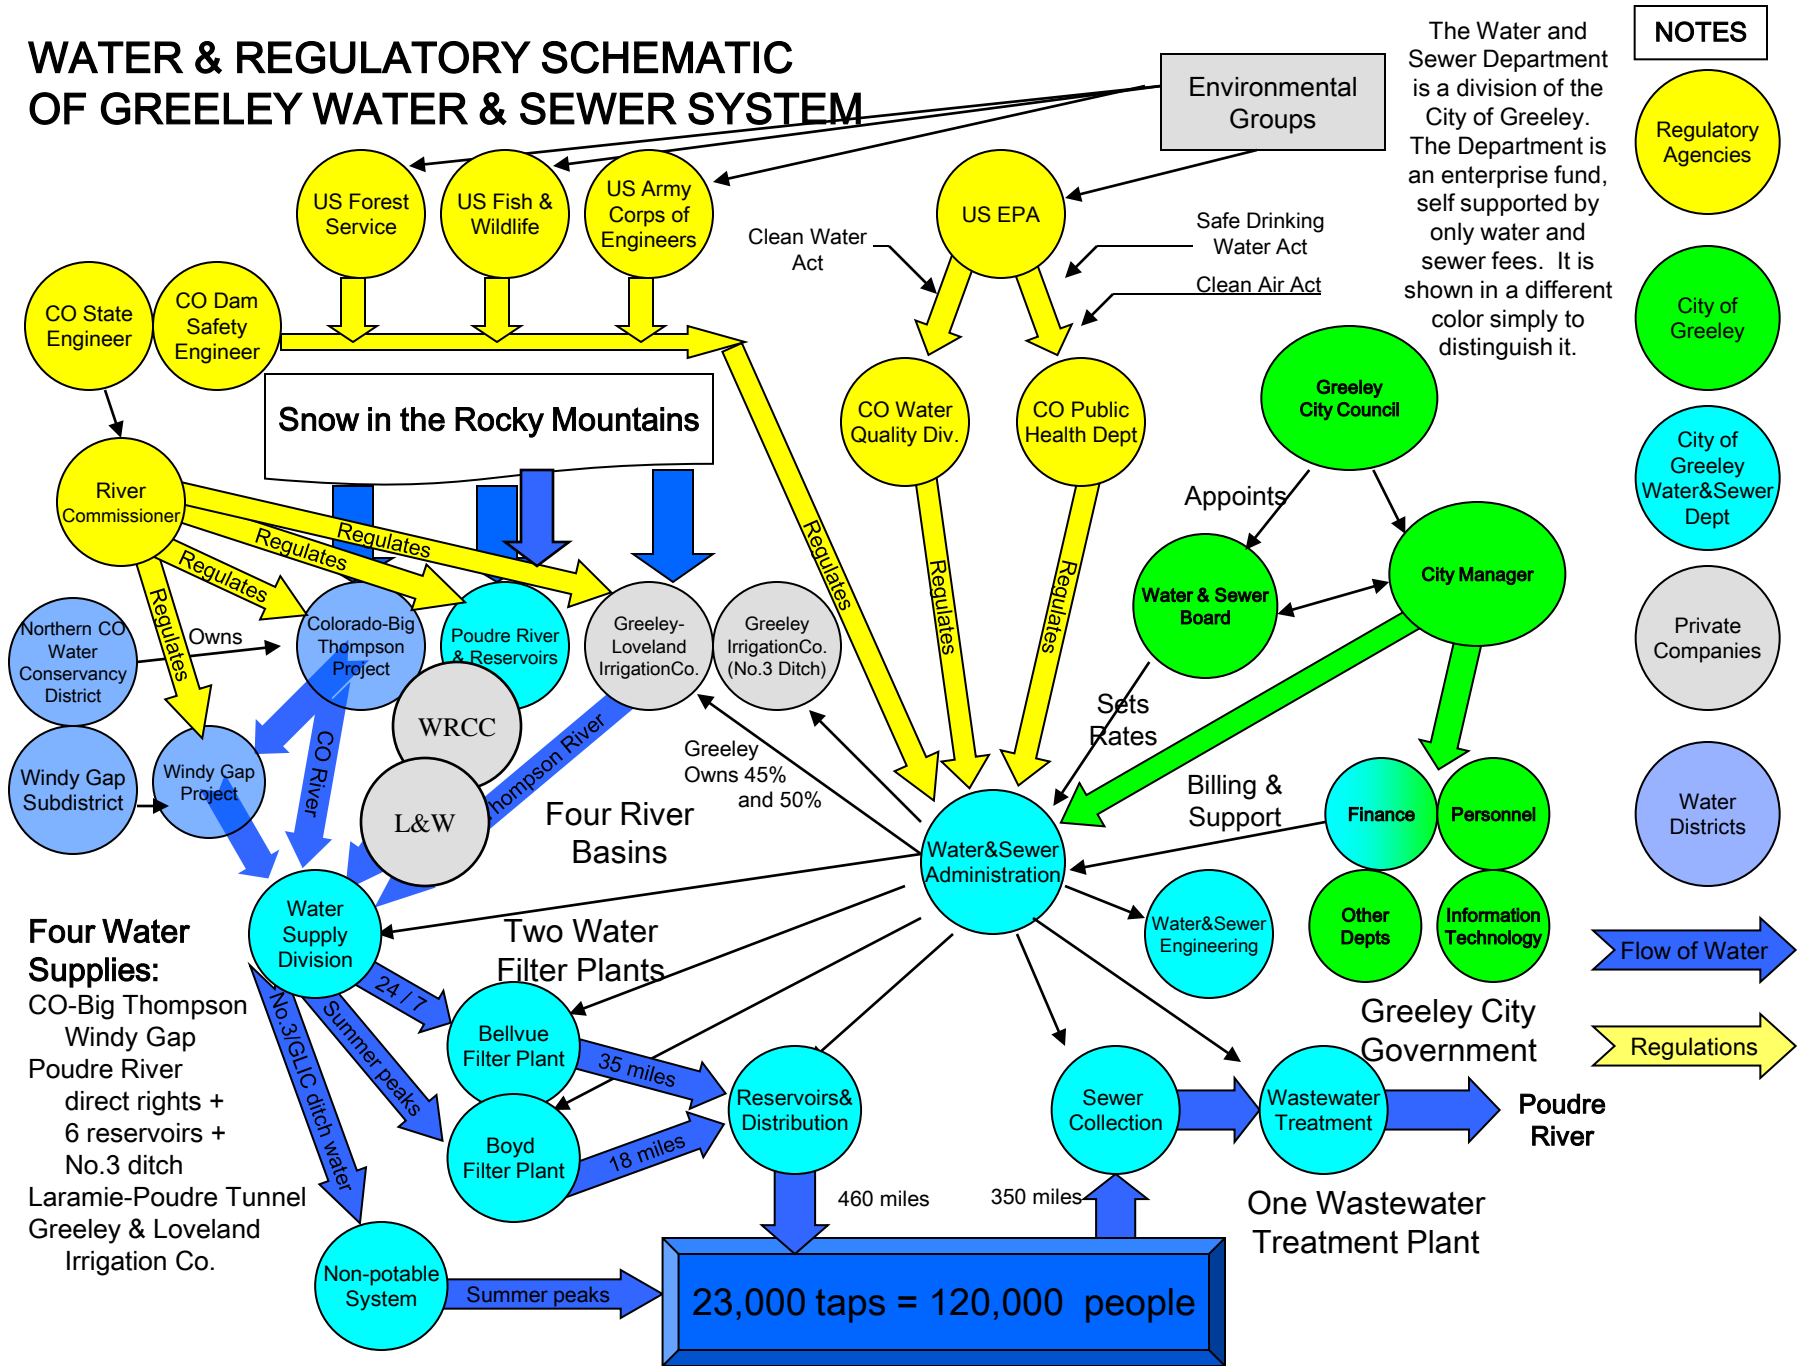 WATER & REGULATORY SCHEMATIC
OF GREELEY WATER & SEWER SYSTEM
Environmental
Groups
The Water and
Sewer Department
is a division of the
City of Greeley.
The Department is
an enterprise fund,
self supported by
only water and
sewer fees. It is
shown in a different
color simply to
distinguish it.
NOTES
Regulatory
Agencies
City of
Greeley
City of
Greeley
Water&Sewer
Dept
Private
Companies
Water
Districts
Flow of Water
Regulations
US Forest
Service
US Fish &
Wildlife
US Army
Corps of
Engineers
US EPA
Clean Water
Act
Safe Drinking
Water Act
Clean Air Act
CO State
Engineer
CO Dam
Safety
Engineer
Snow in the Rocky Mountains
CO Water
Quality Div.
CO Public
Health Dept
Greeley
City Council
River
Commissioner
Regulates
Regulates
Regulates
Regulates
Regulates
Regulates
Regulates
Appoints
Water & Sewer
Board
City Manager
Northern CO
Water
Conservancy
District
Owns
Colorado-Big
Thompson
Project
Poudre River
& Reservoirs
Greeley-
Loveland
IrrigationCo.
Greeley
IrrigationCo.
(No.3 Ditch)
WRCC
L&W
Windy Gap
Subdistrict
Windy Gap
Project
CO River
hompson River
Greeley
Owns 45%
and 50%
Sets
Rates
Billing &
Support
Finance
Personnel
Other
Depts
Information
Technology
Greeley City
Government
Four River
Basins
Water&Sewer
Administration
Water&Sewer
Engineering
Water
Supply
Division
Two Water
Filter Plants
Four Water
Supplies:
CO-Big Thompson
Windy Gap
Poudre River
direct rights +
6 reservoirs +
No.3 ditch
Laramie-Poudre Tunnel
Greeley & Loveland
Irrigation Co.
No.3/GLIC ditch water
Summer peaks
24 / 7
Bellvue
Filter Plant
Boyd
Filter Plant
35 miles
18 miles
Reservoirs&
Distribution
Sewer
Collection
Wastewater
Treatment
Poudre
River
460 miles
350 miles
One Wastewater
Treatment Plant
Non-potable
System
Summer peaks
23,000 taps = 120,000 people